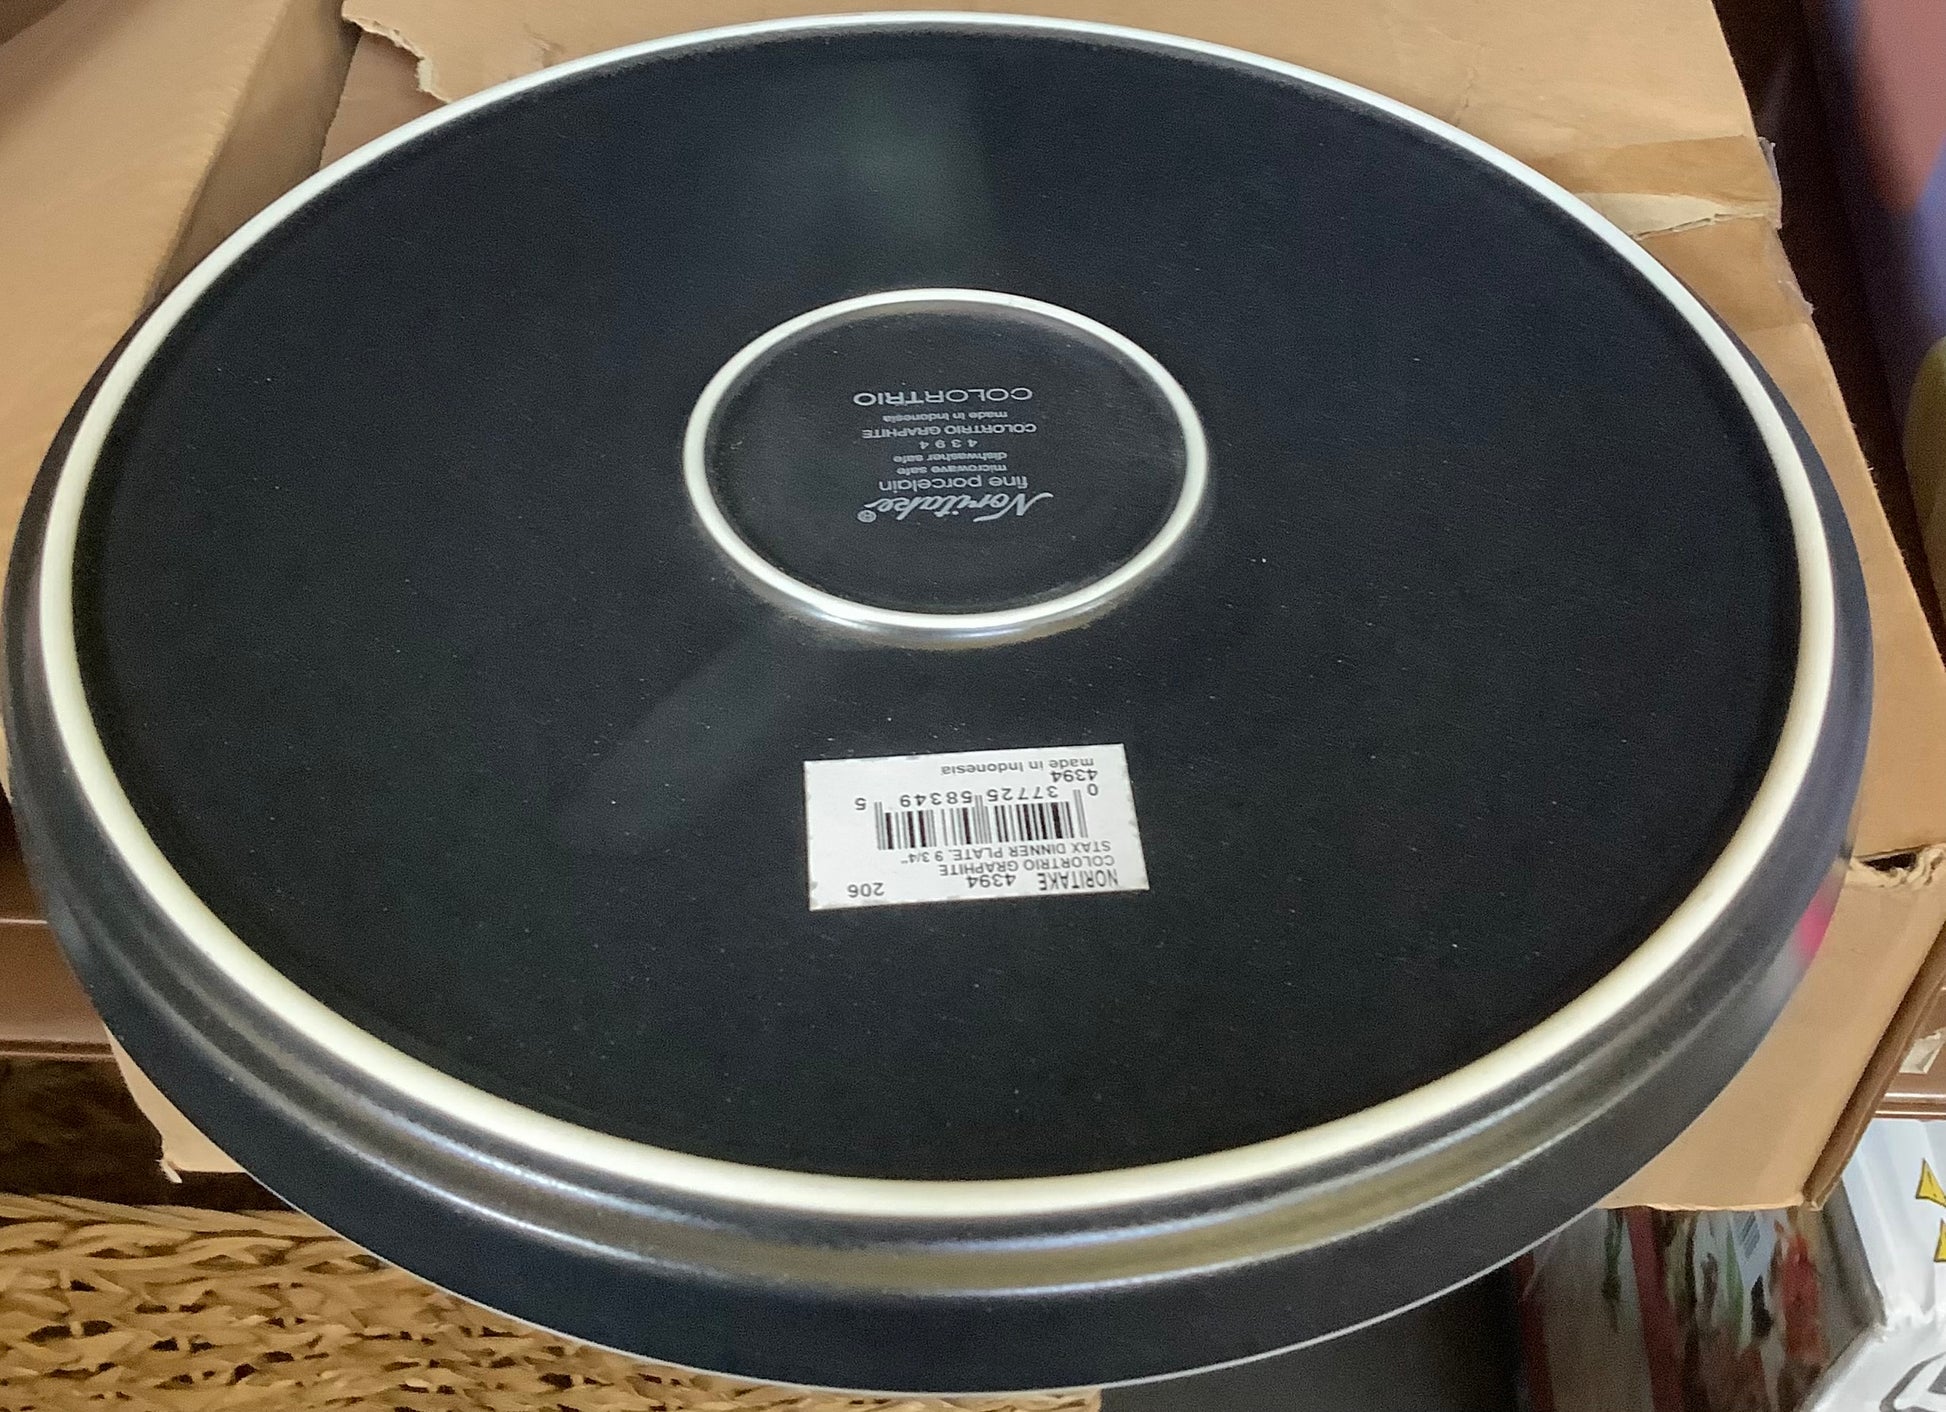 Noritake®
fine porcelain
microwave safe
dishwasher safe
4 3 9 4
COLORTRIO GRAPHITE
made in Indonesia
COLORTRIO
NORITAKE 4394 206
COLORTRIO GRAPHITE
STAX DINNER PLATE. 9 3/4"
0 37725 58349 5
4394
made in Indonesia